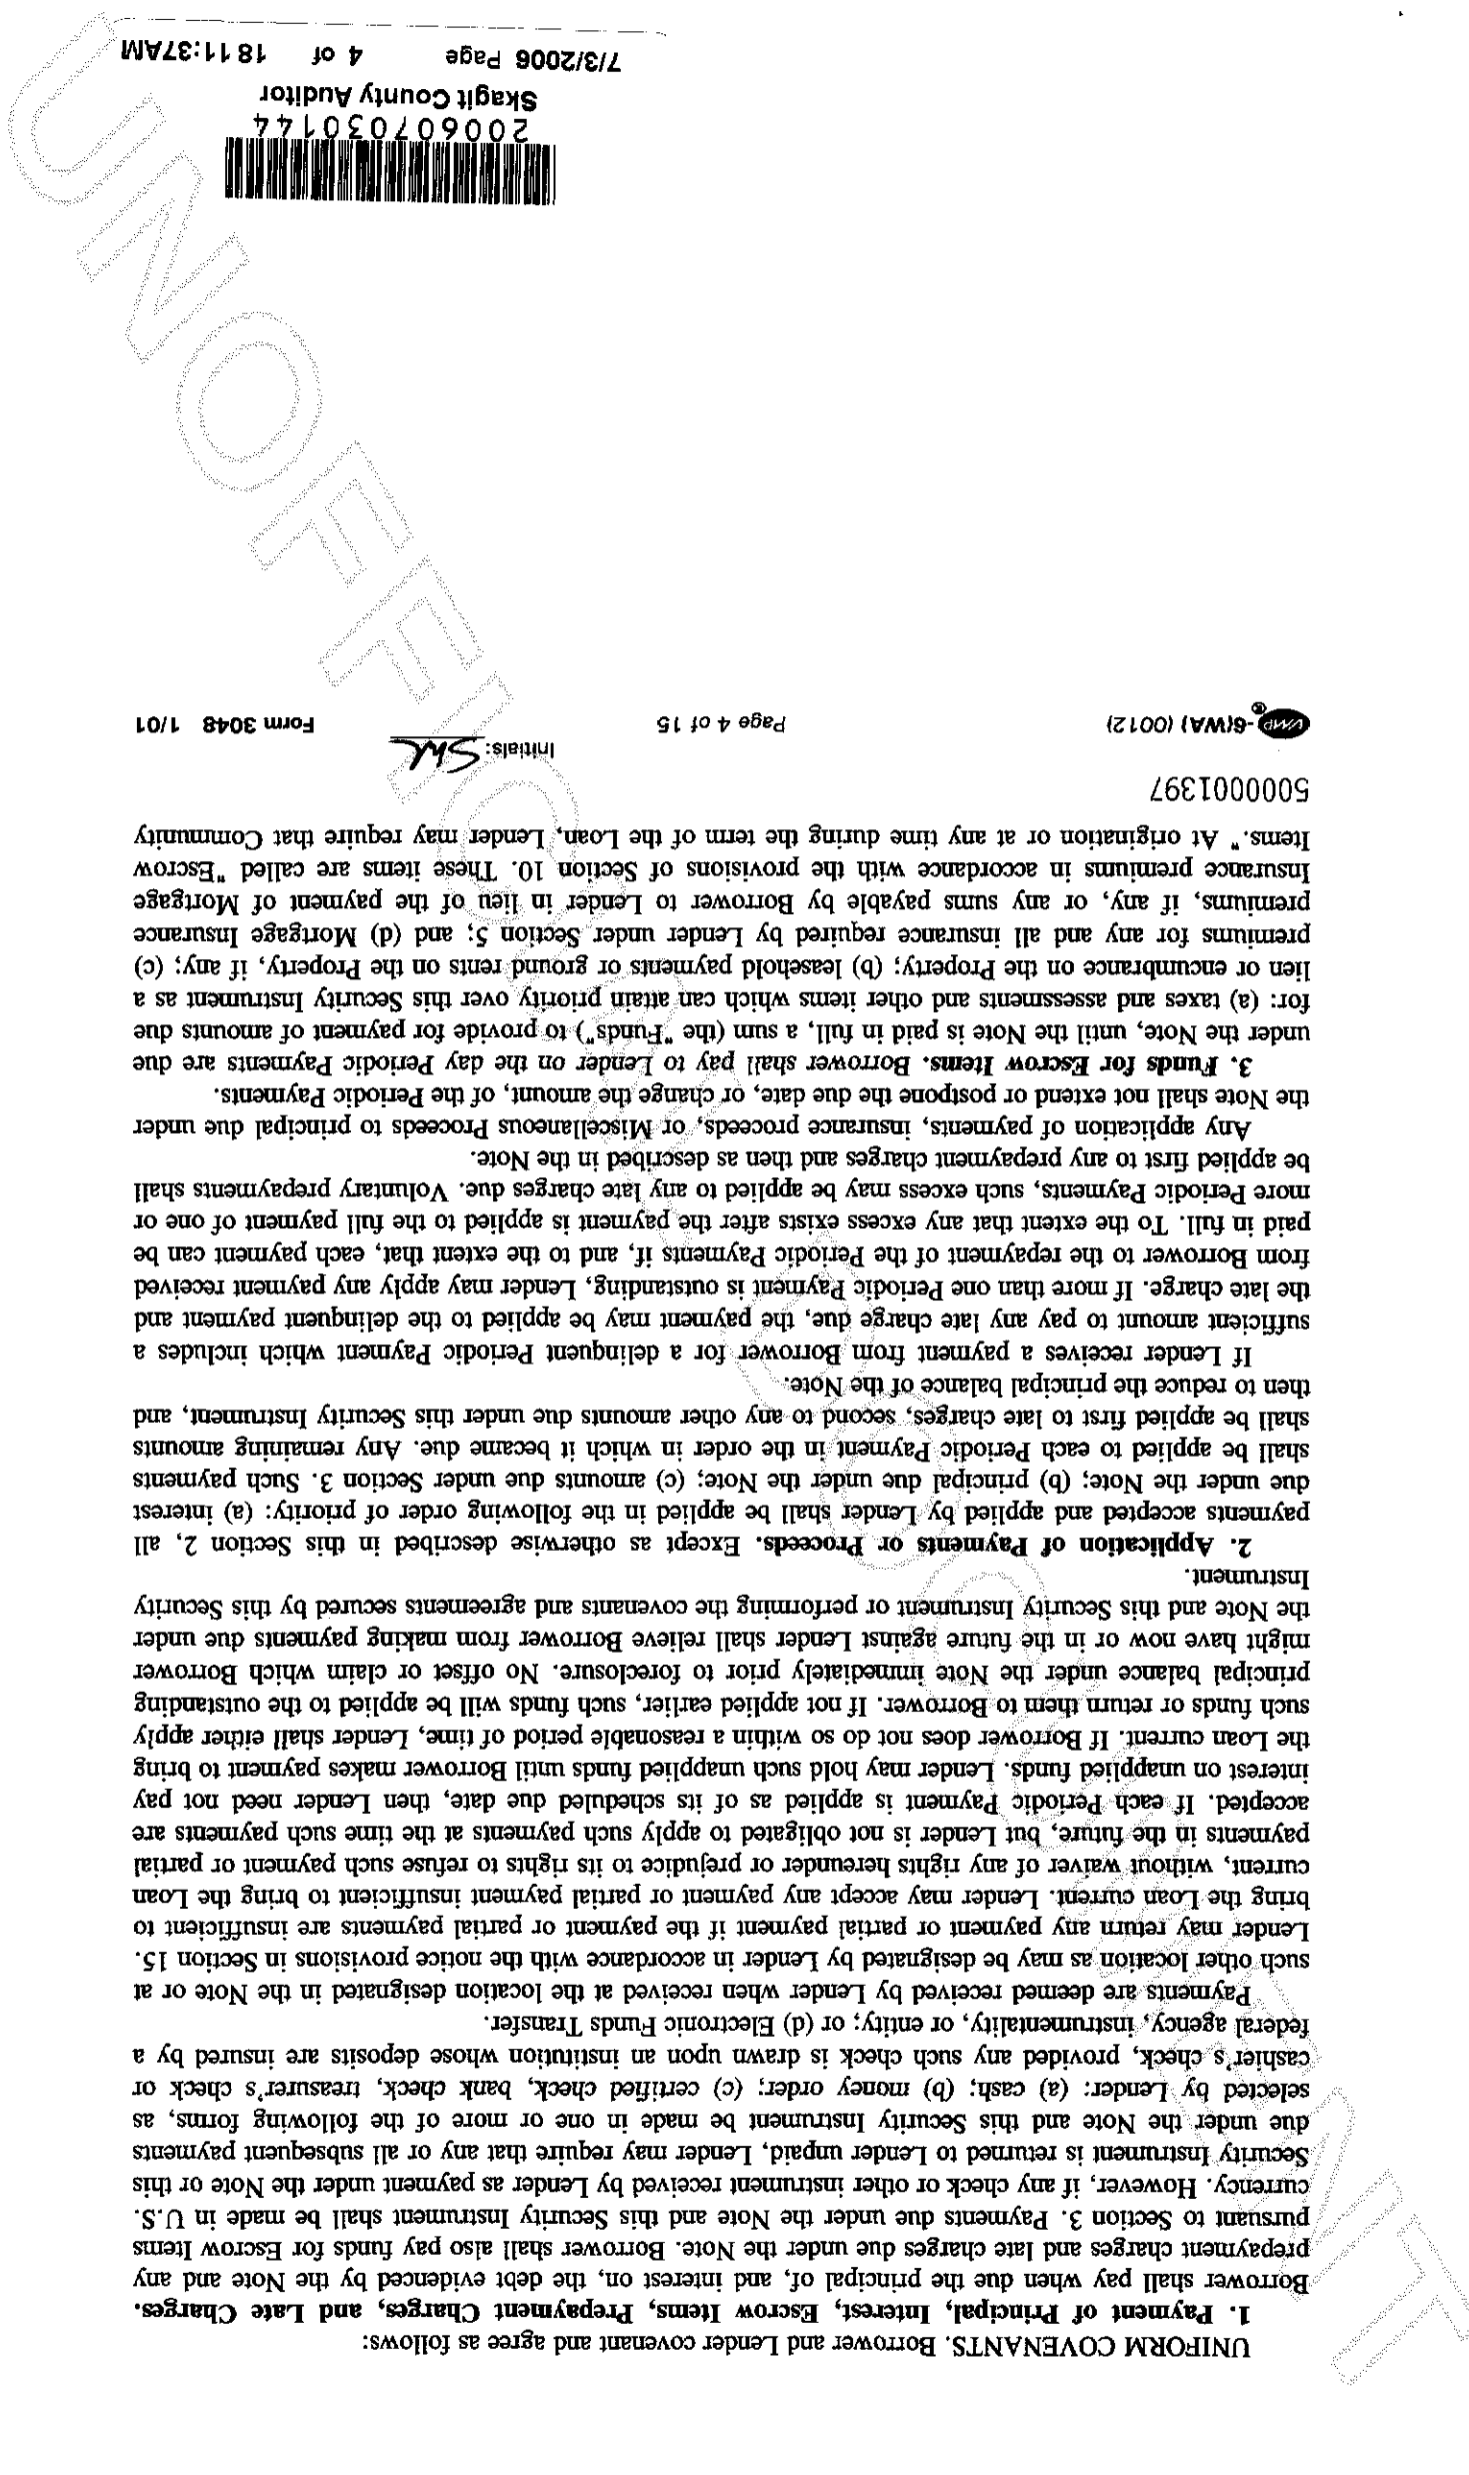 UNIFORM COVENANTS. Borrower and Lender covenant and agree as follows:
1. Payment of Principal, Interest, Escrow Items, Prepayment Charges, and Late Charges.
Borrower shall pay when due the principal of, and interest on, the debt evidenced by the Note and any
prepayment charges and late charges due under the Note. Borrower shall also pay funds for Escrow Items
pursuant to Section 3. Payments due under the Note and this Security Instrument shall be made in U.S.
currency. However, if any check or other instrument received by Lender as payment under the Note or this
Security Instrument is returned to Lender unpaid, Lender may require that any or all subsequent payments
due under the Note and this Security Instrument be made in one or more of the following forms, as
selected by Lender: (a) cash; (b) money order; (c) certified check, bank check, treasurer's check or
cashier's check, provided any such check is drawn upon an institution whose deposits are insured by a
federal agency, instrumentality, or entity; or (d) Electronic Funds Transfer.
Payments are deemed received by Lender when received at the location designated in the Note or at
such other location as may be designated by Lender in accordance with the notice provisions in Section 15.
Lender may return any payment or partial payment if the payment or partial payments are insufficient to
bring the Loan current. Lender may accept any payment or partial payment insufficient to bring the Loan
current, without waiver of any rights hereunder or prejudice to its rights to refuse such payment or partial
payments in the future, but Lender is not obligated to apply such payments at the time such payments are
accepted. If each Periodic Payment is applied as of its scheduled due date, then Lender need not pay
interest on unapplied funds. Lender may hold such unapplied funds until Borrower makes payment to bring
the Loan current. If Borrower does not do so within a reasonable period of time, Lender shall either apply
such funds or return them to Borrower. If not applied earlier, such funds will be applied to the outstanding
principal balance under the Note immediately prior to foreclosure. No offset or claim which Borrower
might have now or in the future against Lender shall relieve Borrower from making payments due under
the Note and this Security Instrument or performing the covenants and agreements secured by this Security
Instrument.
2. Application of Payments or Proceeds. Except as otherwise described in this Section 2, all
payments accepted and applied by Lender shall be applied in the following order of priority: (a) interest
due under the Note; (b) principal due under the Note; (c) amounts due under Section 3. Such payments
shall be applied to each Periodic Payment in the order in which it became due. Any remaining amounts
shall be applied first to late charges, second to any other amounts due under this Security Instrument, and
then to reduce the principal balance of the Note.
If Lender receives a payment from Borrower for a delinquent Periodic Payment which includes a
sufficient amount to pay any late charge due, the payment may be applied to the delinquent payment and
the late charge. If more than one Periodic Payment is outstanding, Lender may apply any payment received
from Borrower to the repayment of the Periodic Payments if, and to the extent that, each payment can be
paid in full. To the extent that any excess exists after the payment is applied to the full payment of one or
more Periodic Payments, such excess may be applied to any late charges due. Voluntary prepayments shall
be applied first to any prepayment charges and then as described in the Note.
Any application of payments, insurance proceeds, or Miscellaneous Proceeds to principal due under
the Note shall not extend or postpone the due date, or change the amount, of the Periodic Payments.
3. Funds for Escrow Items. Borrower shall pay to Lender on the day Periodic Payments are due
under the Note, until the Note is paid in full, a sum (the "Funds") to provide for payment of amounts due
for: (a) taxes and assessments and other items which can attain priority over this Security Instrument as a
lien or encumbrance on the Property; (b) leasehold payments or ground rents on the Property, if any; (c)
premiums for any and all insurance required by Lender under Section 5; and (d) Mortgage Insurance
premiums, if any, or any sums payable by Borrower to Lender in lieu of the payment of Mortgage
Insurance premiums in accordance with the provisions of Section 10. These items are called "Escrow
Items." At origination or at any time during the term of the Loan, Lender may require that Community
5000001397
Initials:
VMP®-6(WA) (0012) Page 4 of 15 Form 3048 1/01
200607030144
Skagit County Auditor
7/3/2006 Page 4 of 18 11:37AM
UNOFFICIAL DOCUMENT